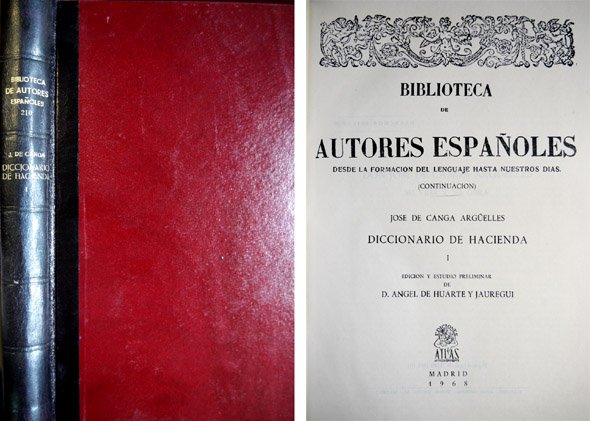 BIBLIOTECA
DE AUTORES
ESPAÑOLES
210
J. DE CANGA
DICCIONARIO
DE HACIENDA
I
BIBLIOTECA
DE
AUTORES ESPAÑOLES
DESDE LA FORMACION DEL LENGUAJE HASTA NUESTROS DIAS.
(CONTINUACION)
JOSE DE CANGA ARGÜELLES
DICCIONARIO DE HACIENDA
I
EDICION Y ESTUDIO PRELIMINAR
DE
D. ANGEL DE HUARTE Y JAUREGUI
ATLAS
MADRID
1968